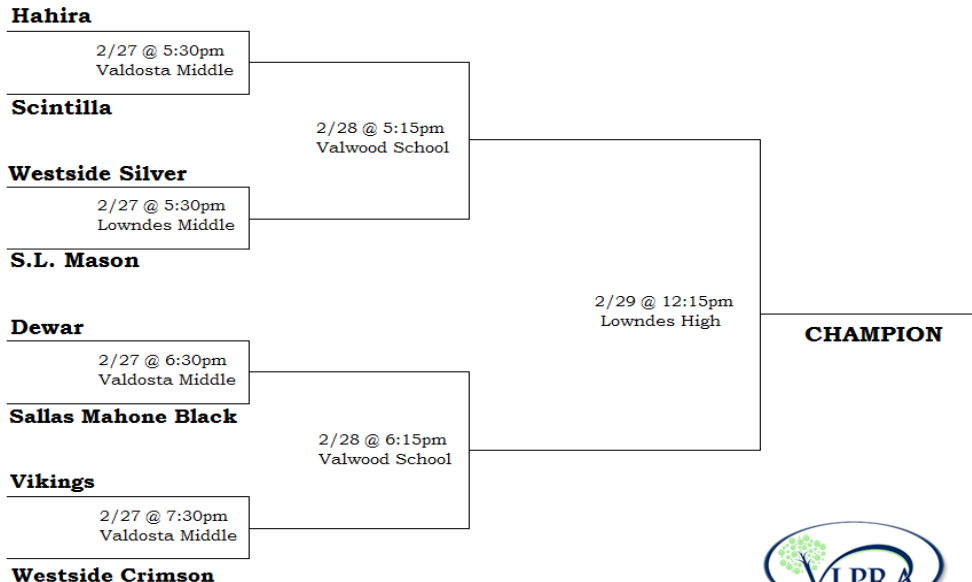 Hahira
2/27 @ 5:30pm
Valdosta Middle
Scintilla
2/28 @ 5:15pm
Valwood School
Westside Silver
2/27 @ 5:30pm
Lowndes Middle
S.L. Mason
2/29 @ 12:15pm
Lowndes High
CHAMPION
Dewar
2/27 @ 6:30pm
Valdosta Middle
Sallas Mahone Black
2/28 @ 6:15pm
Valwood School
Vikings
2/27 @ 7:30pm
Valdosta Middle
Westside Crimson